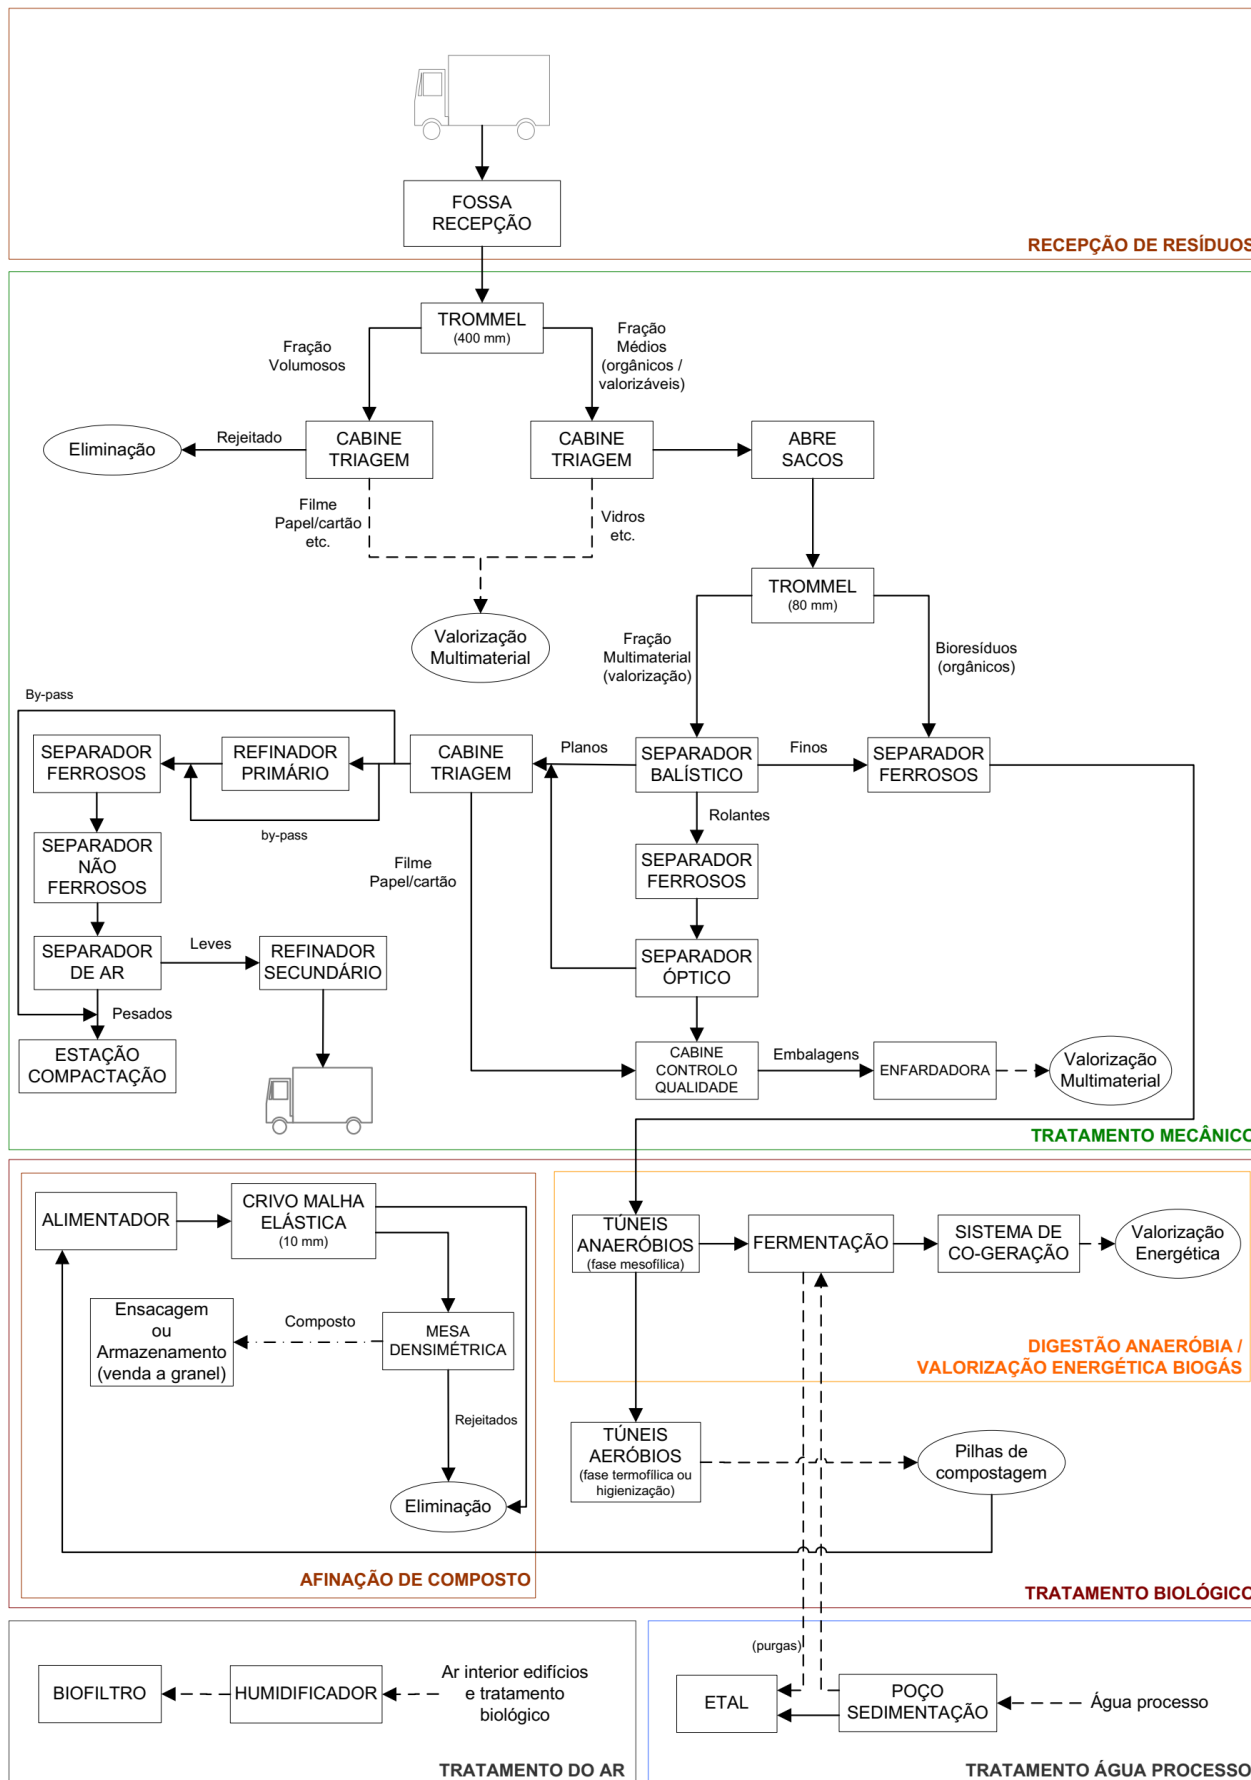 FOSSA
RECEPÇÃO
RECEPÇÃO DE RESÍDUOS
TROMMEL
(400 mm)
Fração
Volumosos
Fração
Médios
(orgânicos /
valorizáveis)
Eliminação
Rejeitado
CABINE
TRIAGEM
CABINE
TRIAGEM
ABRE
SACOS
Filme
Papel/cartão
etc.
Vidros
etc.
TROMMEL
(80 mm)
Valorização
Multimaterial
Fração
Multimaterial
(valorização)
Bioresíduos
(orgânicos)
By-pass
SEPARADOR
FERROSOS
REFINADOR
PRIMÁRIO
CABINE
TRIAGEM
Planos
SEPARADOR
BALÍSTICO
Finos
SEPARADOR
FERROSOS
by-pass
Rolantes
SEPARADOR
NÃO
FERROSOS
Filme
Papel/cartão
SEPARADOR
FERROSOS
SEPARADOR
DE AR
Leves
REFINADOR
SECUNDÁRIO
SEPARADOR
ÓPTICO
Pesados
ESTAÇÃO
COMPACTAÇÃO
CABINE
CONTROLO
QUALIDADE
Embalagens
ENFARDADORA
Valorização
Multimaterial
TRATAMENTO MECÂNICO
ALIMENTADOR
CRIVO MALHA
ELÁSTICA
(10 mm)
TÚNEIS
ANAERÓBIOS
(fase mesofílica)
FERMENTAÇÃO
SISTEMA DE
CO-GERAÇÃO
Valorização
Energética
Ensacagem
ou
Armazenamento
(venda a granel)
Composto
MESA
DENSIMÉTRICA
DIGESTÃO ANAERÓBIA /
VALORIZAÇÃO ENERGÉTICA BIOGÁS
Rejeitados
TÚNEIS
AERÓBIOS
(fase termofílica ou
higienização)
Pilhas de
compostagem
Eliminação
AFINAÇÃO DE COMPOSTO
TRATAMENTO BIOLÓGICO
BIOFILTRO
HUMIDIFICADOR
Ar interior edifícios
e tratamento
biológico
TRATAMENTO DO AR
(purgas)
ETAL
POÇO
SEDIMENTAÇÃO
Água processo
TRATAMENTO ÁGUA PROCESSO